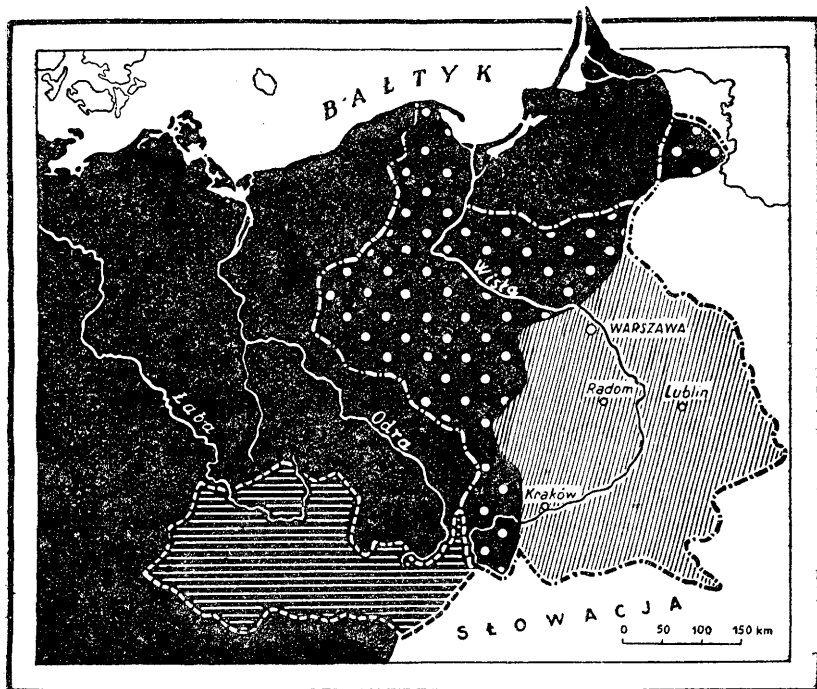 BAŁTYK
Wisła
WARSZAWA
Radom
Lublin
Łaba
Odra
Kraków
SŁOWACJA
0 50 100 150 km